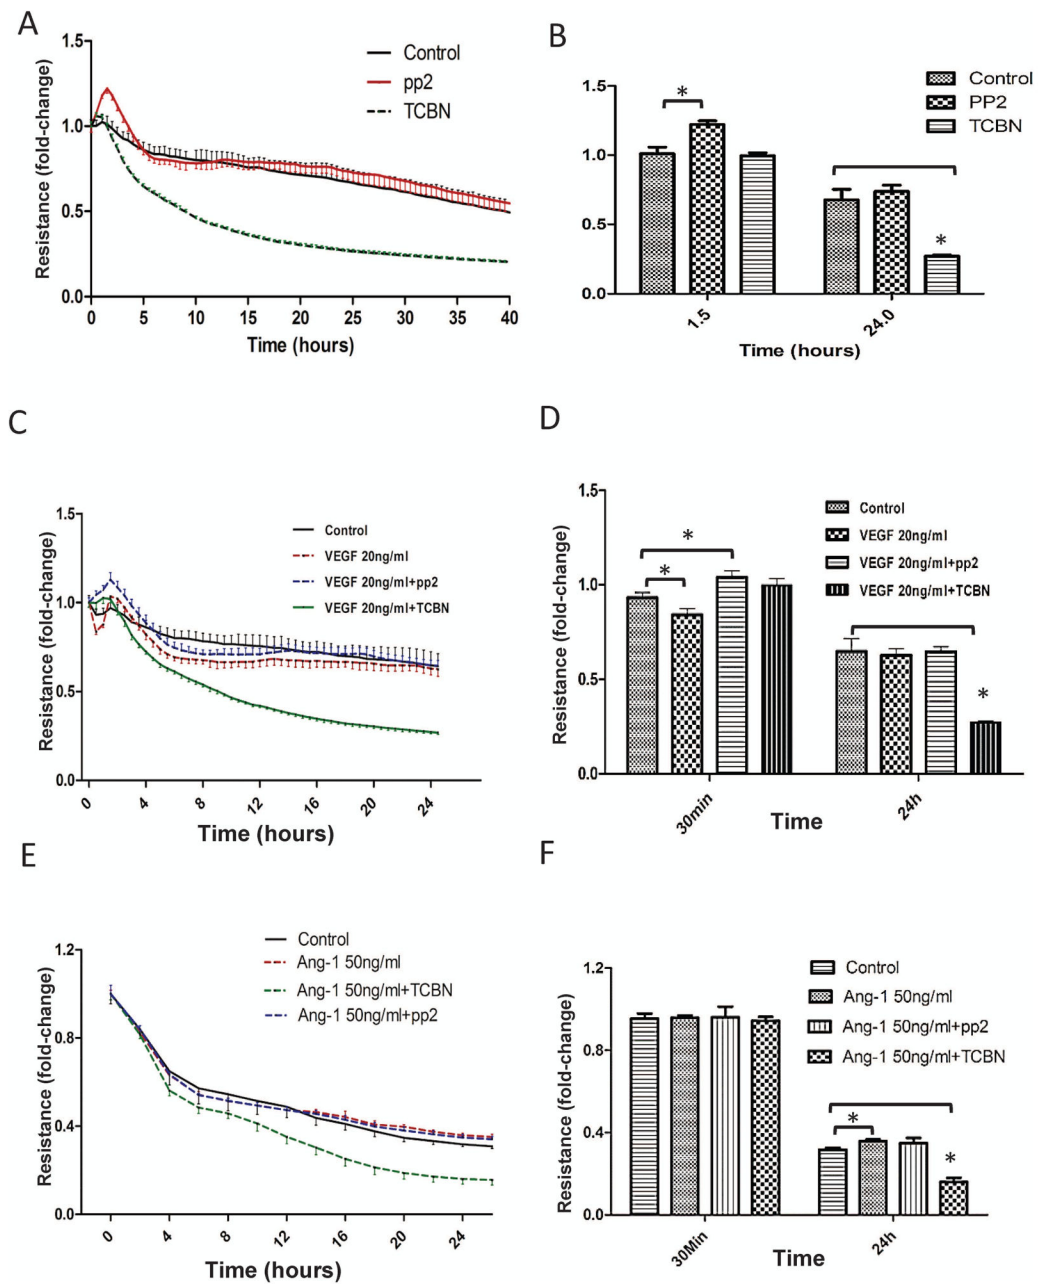 A
1.5
1.0
0.5
0.0
Resistance (fold-change)
Control
pp2
TCBN
0 5 10 15 20 25 30 35 40
Time (hours)
B
1.5
1.0
0.5
0.0
Resistance (fold-change)
Control
PP2
TCBN
*
*
1.5 24.0
Time (hours)
C
1.5
1.0
0.5
0.0
Resistance (fold-change)
Control
VEGF 20ng/ml
VEGF 20ng/ml+pp2
VEGF 20ng/ml+TCBN
0 4 8 12 16 20 24
Time (hours)
D
1.5
1.0
0.5
0.0
Resistance (fold-change)
Control
VEGF 20ng/ml
VEGF 20ng/ml+pp2
VEGF 20ng/ml+TCBN
*
*
*
30min 24h
Time
E
1.2
0.8
0.4
0.0
Resistance (fold-change)
Control
Ang-1 50ng/ml
Ang-1 50ng/ml+TCBN
Ang-1 50ng/ml+pp2
0 4 8 12 16 20 24
Time (hours)
F
1.2
0.8
0.4
0.0
Resistance (fold-change)
Control
Ang-1 50ng/ml
Ang-1 50ng/ml+pp2
Ang-1 50ng/ml+TCBN
*
*
30Min 24h
Time